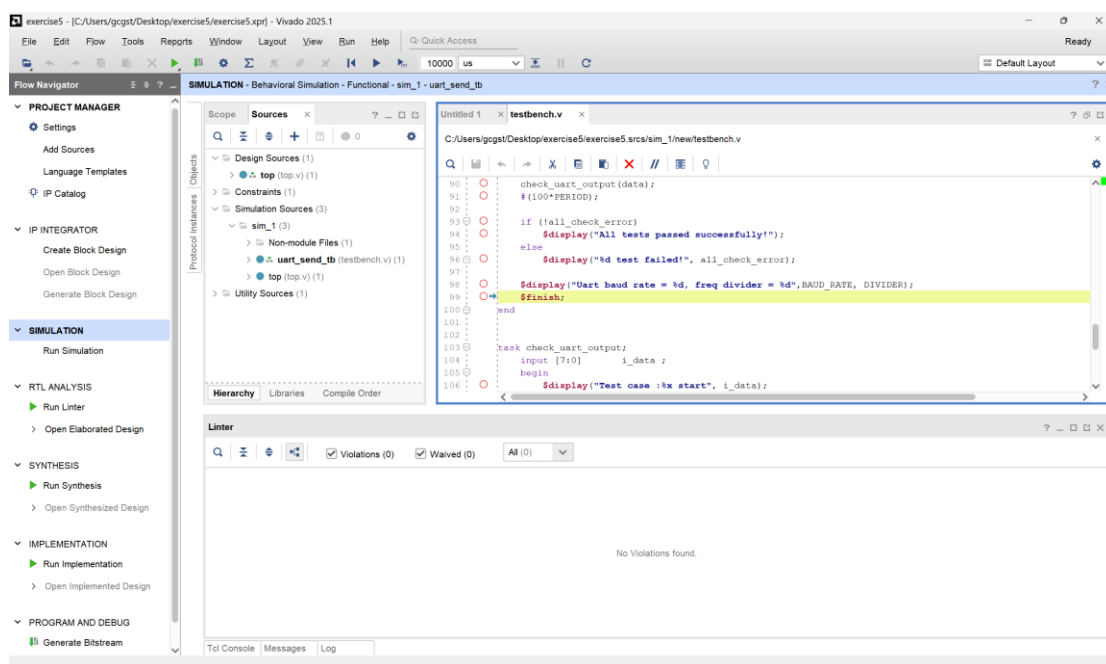 exercise5 - [C:/Users/gcgst/Desktop/exercise5/exercise5.xpr] - Vivado 2025.1
File Edit Flow Tools Reports Window Layout View Run Help Q- Quick Access Ready
10000 us Default Layout
Flow Navigator
SIMULATION - Behavioral Simulation - Functional - sim_1 - uart_send_tb
PROJECT MANAGER
Settings
Add Sources
Language Templates
IP Catalog
IP INTEGRATOR
Create Block Design
Open Block Design
Generate Block Design
SIMULATION
Run Simulation
RTL ANALYSIS
Run Linter
Open Elaborated Design
SYNTHESIS
Run Synthesis
Open Synthesized Design
IMPLEMENTATION
Run Implementation
Open Implemented Design
PROGRAM AND DEBUG
Generate Bitstream
Objects
Protocol Instances
Scope Sources
0
Design Sources (1)
top (top.v) (1)
Constraints (1)
Simulation Sources (3)
sim_1 (3)
Non-module Files (1)
uart_send_tb (testbench.v) (1)
top (top.v) (1)
Utility Sources (1)
Hierarchy Libraries Compile Order
Untitled 1 testbench.v
C:/Users/gcgst/Desktop/exercise5/exercise5.srcs/sim_1/new/testbench.v
90 check_uart_output(data);
91 #(100*PERIOD);
92
93 if (!all_check_error)
94 $display("All tests passed successfully!");
95 else
96 $display("%d test failed!", all_check_error);
97
98 $display("Uart baud rate = %d, freq divider = %d",BAUD_RATE, DIVIDER);
99 $finish;
100 end
101
102
103 task check_uart_output;
104 input [7:0] i_data ;
105 begin
106 $display("Test case :%x start", i_data);
Linter
Violations (0) Waived (0) All (0)
No Violations found.
Tcl Console Messages Log